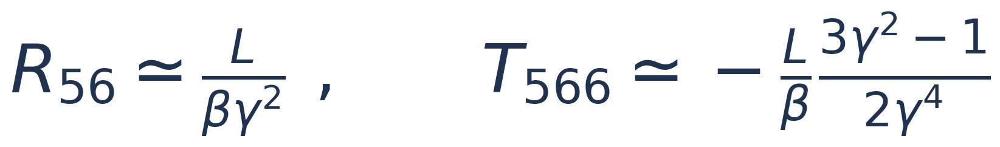 R₅₆ ≃ L/(βγ²) ,   T₅₆₆ ≃ − (L/β) (3γ² − 1)/(2γ⁴)